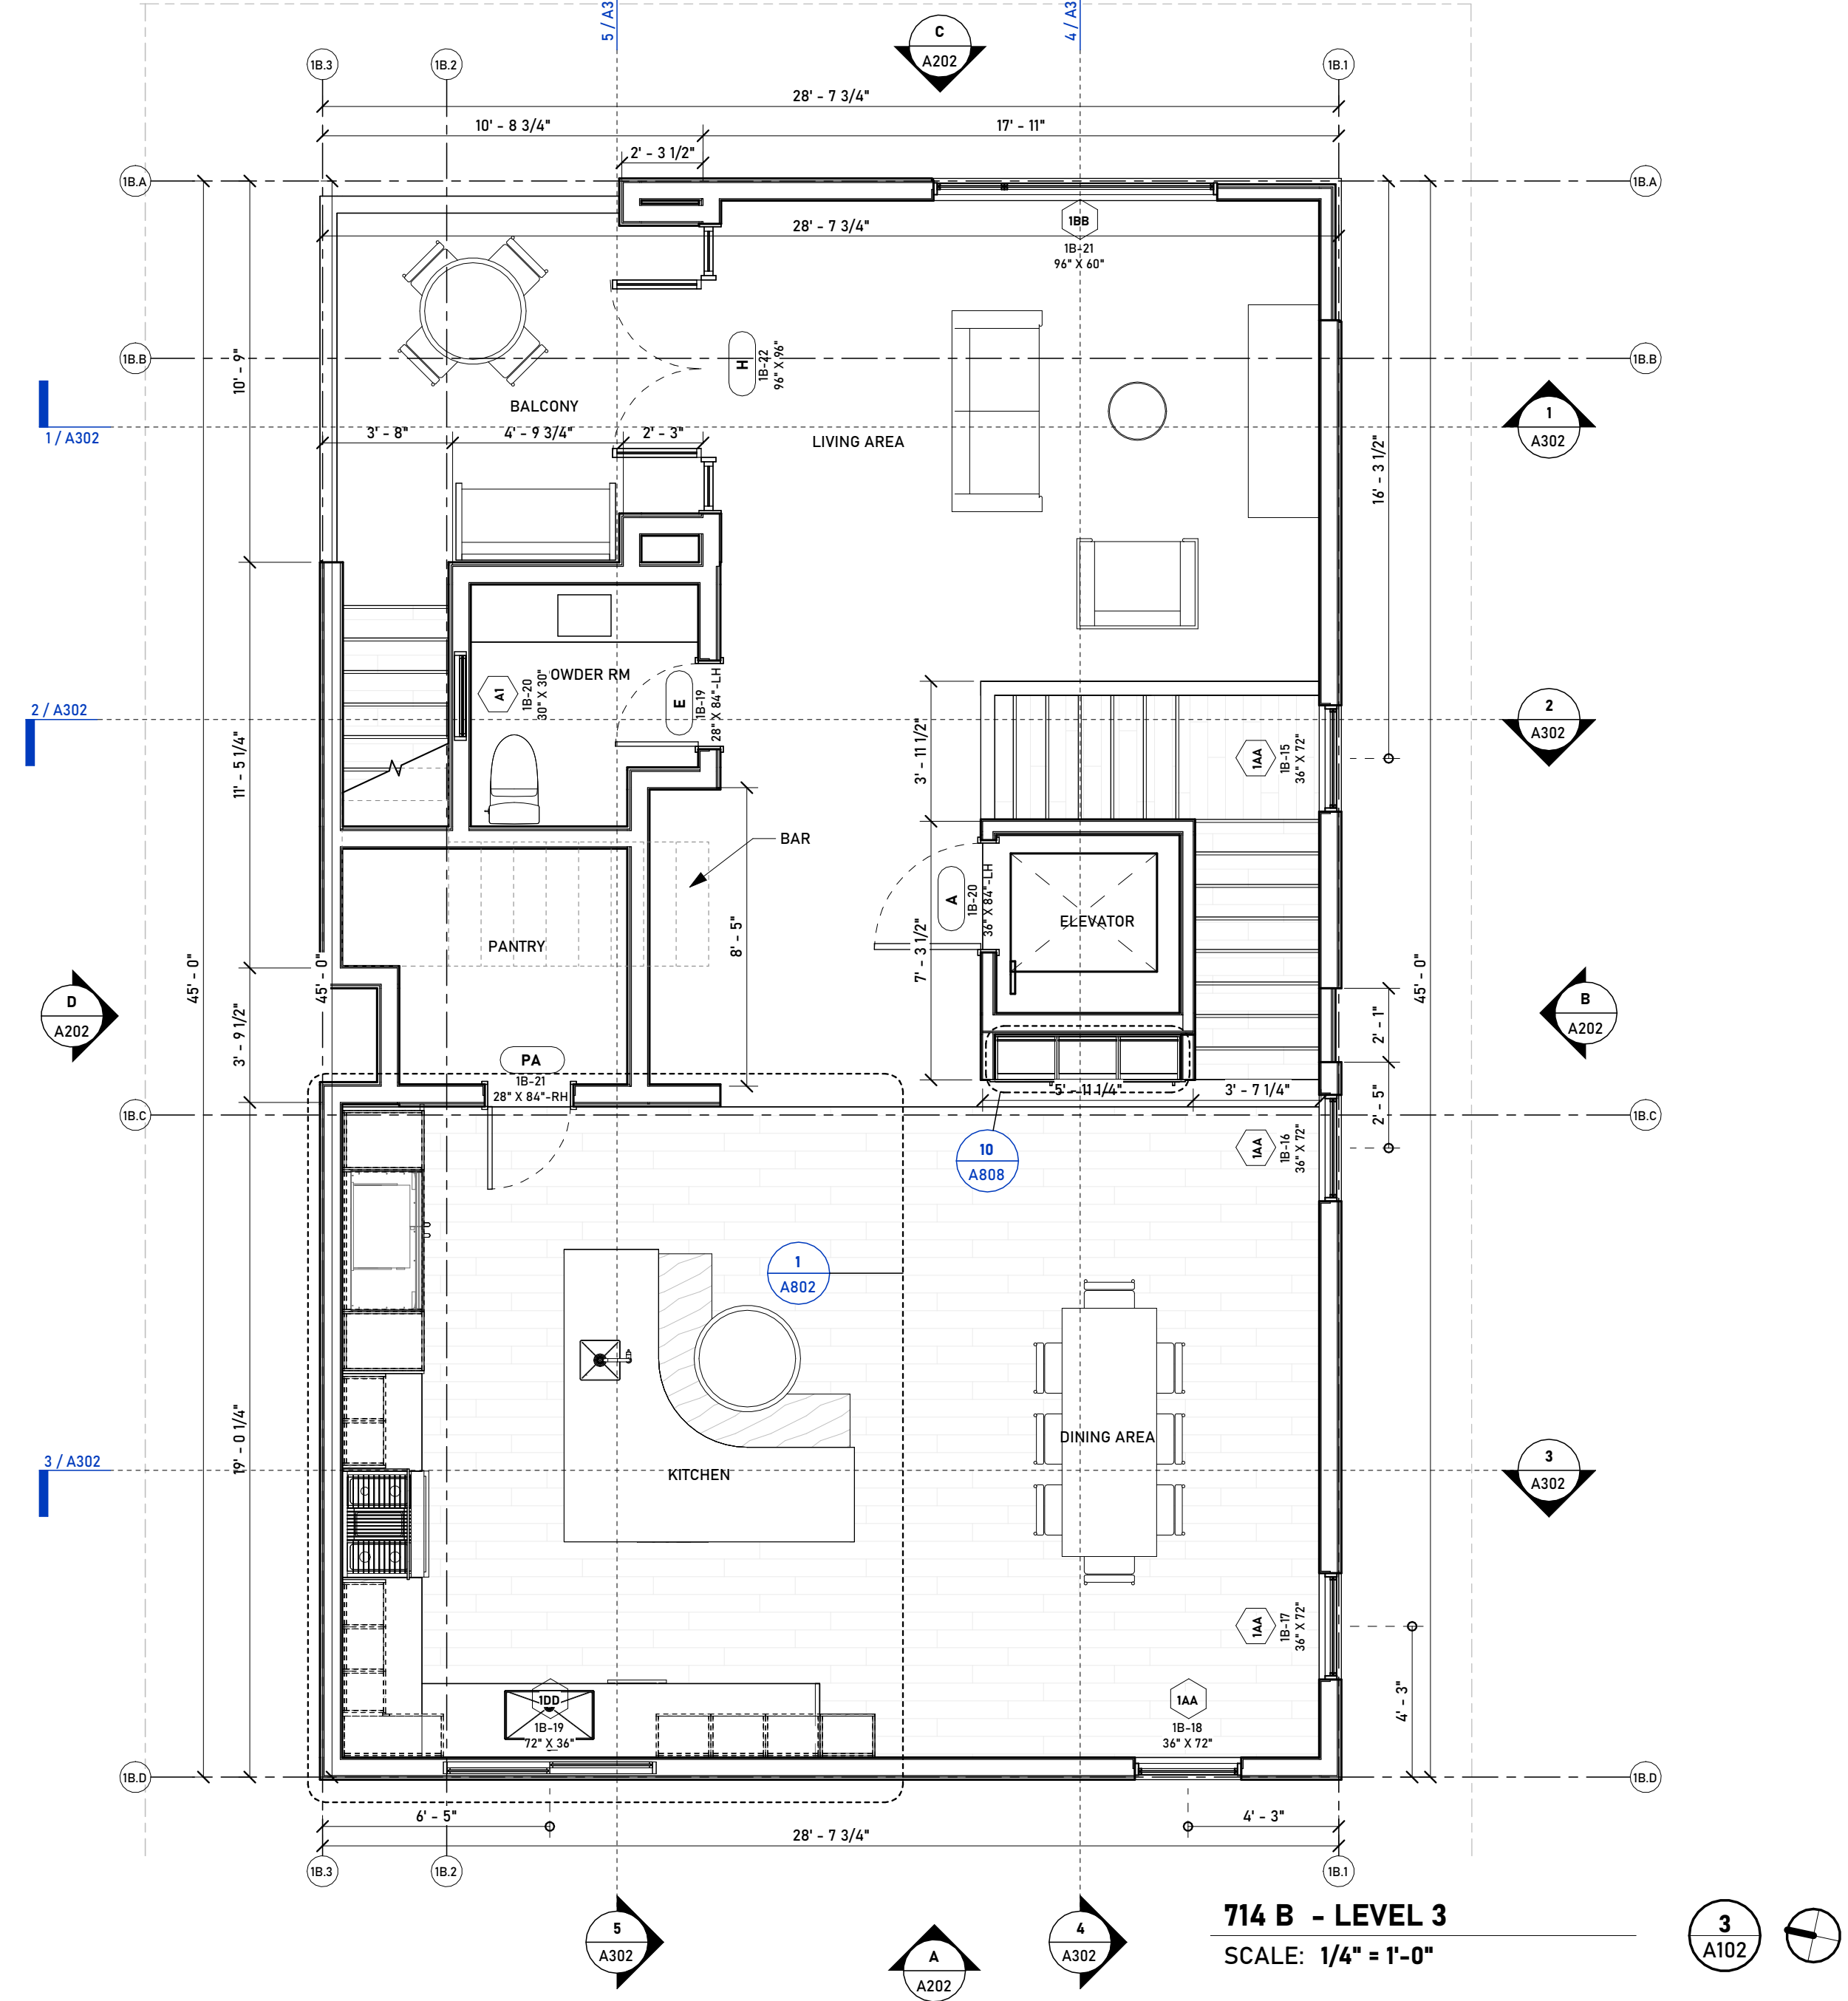 5 / A3
4 / A3
C
A202
1B.3
1B.2
1B.1
28' - 7 3/4"
10' - 8 3/4"
17' - 11"
2' - 3 1/2"
1B.A
1B.A
28' - 7 3/4"
1BB
1B-21
96" X 60"
1B.B
1B.B
10' - 9"
H
1B-22
96" X 96"
BALCONY
1 / A302
3' - 8"
4' - 9 3/4"
2' - 3"
LIVING AREA
16' - 3 1/2"
1
A302
OWDER RM
A1
1B-20
30" X 30"
E
1B-19
28" X 84"-LH
2 / A302
11' - 5 1/4"
3' - 11 1/2"
1AA
1B-15
36" X 72"
2
A302
BAR
A
1B-20
36" X 84"-LH
ELEVATOR
PANTRY
8' - 5"
7' - 3 1/2"
45' - 0"
45' - 0"
45' - 0"
D
A202
B
A202
3' - 9 1/2"
2' - 1"
PA
1B-21
28" X 84"-RH
5' - 11 1/4"
3' - 7 1/4"
2' - 5"
1B.C
1B.C
10
A808
1AA
1B-16
36" X 72"
1
A802
19' - 0 1/4"
DINING AREA
3 / A302
KITCHEN
3
A302
1AA
1B-17
36" X 72"
1DD
1B-19
72" X 36"
1AA
1B-18
36" X 72"
4' - 3"
1B.D
1B.D
6' - 5"
4' - 3"
28' - 7 3/4"
1B.3
1B.2
1B.1
5
A302
A
A202
4
A302
714 B - LEVEL 3
SCALE: 1/4" = 1'-0"
3
A102